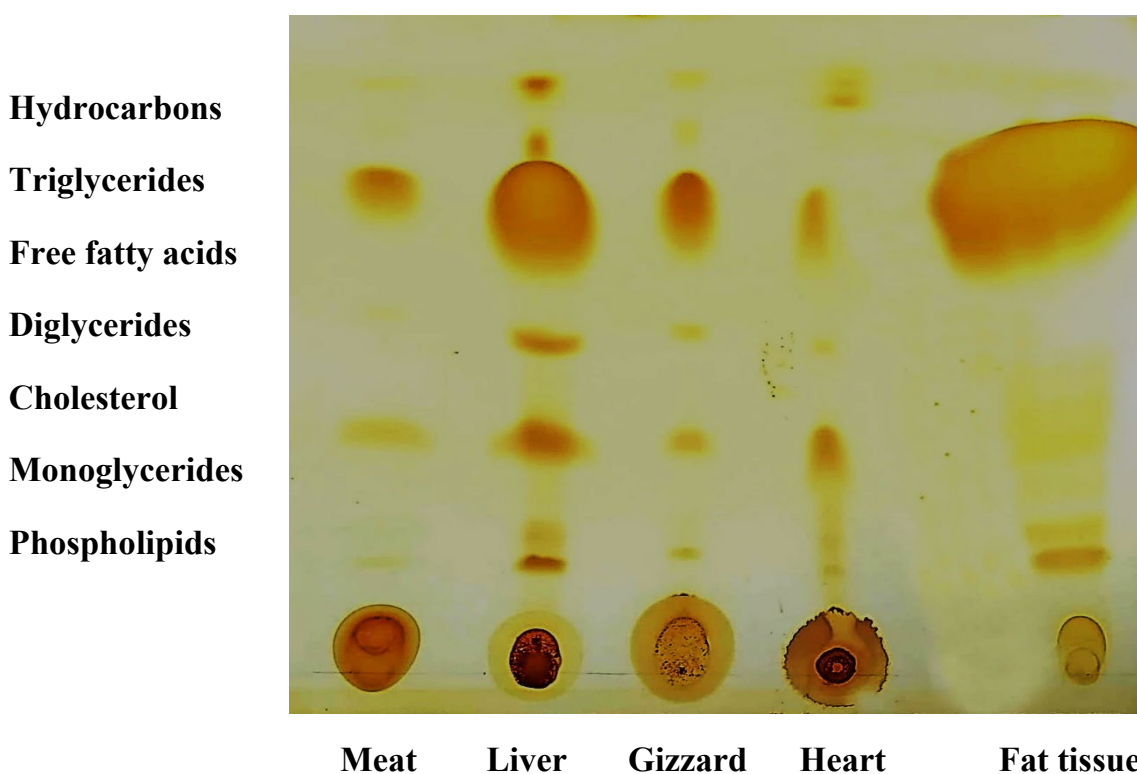 Hydrocarbons
Triglycerides
Free fatty acids
Diglycerides
Cholesterol
Monoglycerides
Phospholipids
Meat Liver Gizzard Heart Fat tissue